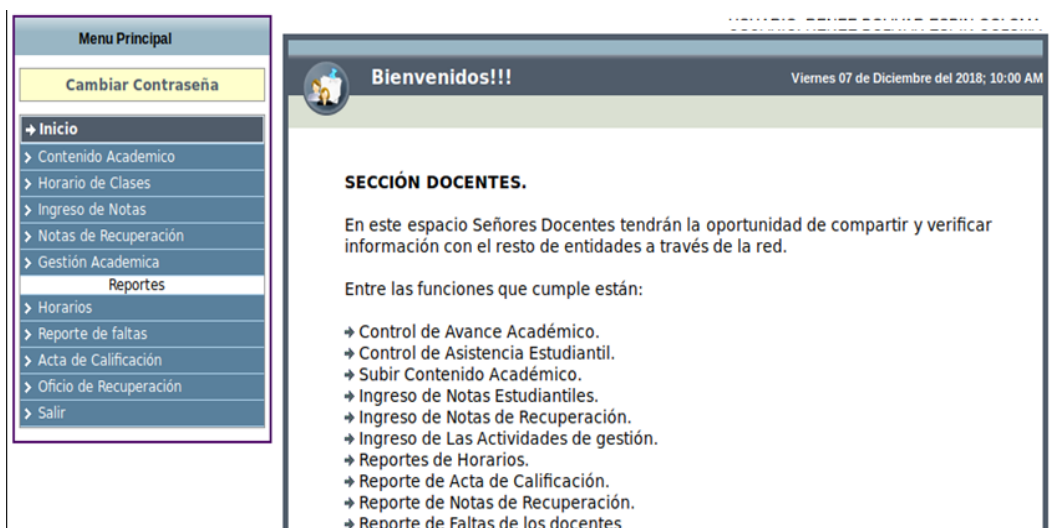 Menu Principal
Cambiar Contraseña
Inicio
Contenido Academico
Horario de Clases
Ingreso de Notas
Notas de Recuperación
Gestión Academica
Reportes
Horarios
Reporte de faltas
Acta de Calificación
Oficio de Recuperación
Salir
Bienvenidos!!!
Viernes 07 de Diciembre del 2018; 10:00 AM
SECCIÓN DOCENTES.
En este espacio Señores Docentes tendrán la oportunidad de compartir y verificar
información con el resto de entidades a través de la red.
Entre las funciones que cumple están:
Control de Avance Académico.
Control de Asistencia Estudiantil.
Subir Contenido Académico.
Ingreso de Notas Estudiantiles.
Ingreso de Notas de Recuperación.
Ingreso de Las Actividades de gestión.
Reportes de Horarios.
Reporte de Acta de Calificación.
Reporte de Notas de Recuperación.
Reporte de Faltas de los docentes